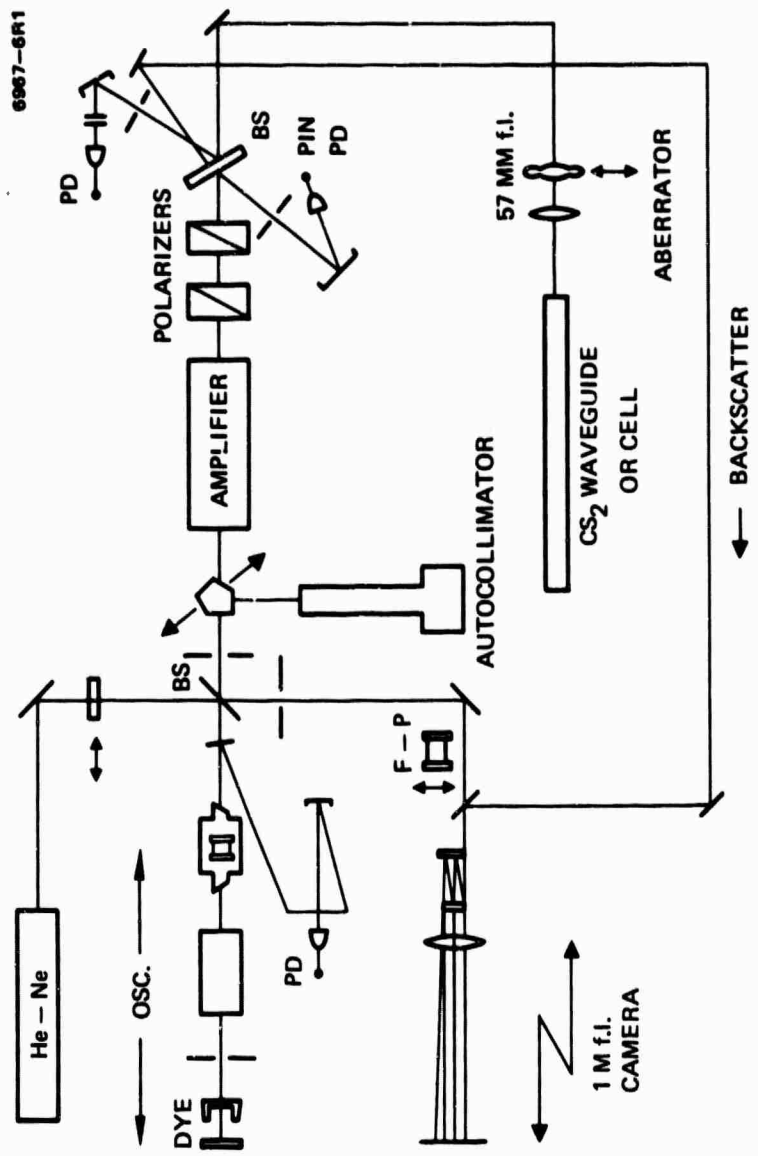 6967-6R1
PD
BS
PIN
PD
POLARIZERS
57 MM f.l.
ABERRATOR
AMPLIFIER
CS2 WAVEGUIDE
OR CELL
BACKSCATTER
AUTOCOLLIMATOR
BS
F – P
He – Ne
OSC.
PD
DYE
1 M f.l.
CAMERA